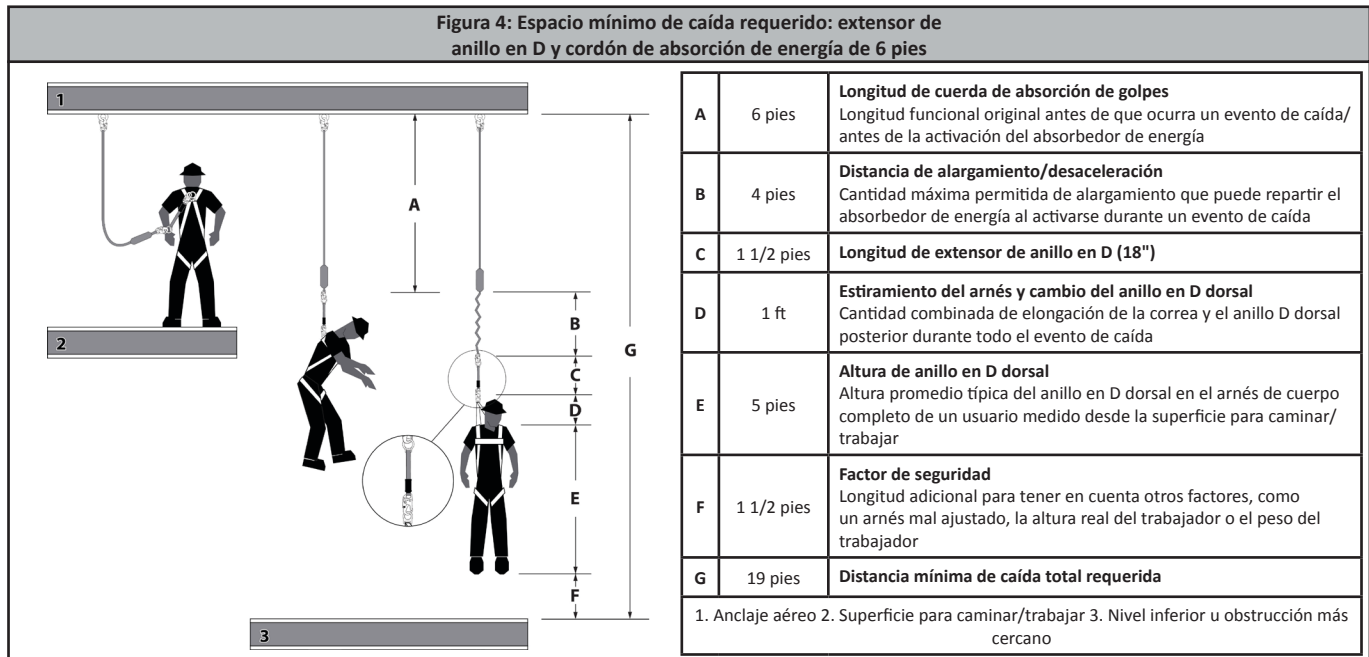 Figura 4: Espacio mínimo de caída requerido: extensor de
anillo en D y cordón de absorción de energía de 6 pies
1
2
A
B
C
D
E
F
G
3
A
6 pies
Longitud de cuerda de absorción de golpes
Longitud funcional original antes de que ocurra un evento de caída/
antes de la activación del absorbedor de energía
B
4 pies
Distancia de alargamiento/desaceleración
Cantidad máxima permitida de alargamiento que puede repartir el
absorbedor de energía al activarse durante un evento de caída
C
1 1/2 pies
Longitud de extensor de anillo en D (18")
D
1 ft
Estiramiento del arnés y cambio del anillo en D dorsal
Cantidad combinada de elongación de la correa y el anillo D dorsal
posterior durante todo el evento de caída
E
5 pies
Altura de anillo en D dorsal
Altura promedio típica del anillo en D dorsal en el arnés de cuerpo
completo de un usuario medido desde la superficie para caminar/
trabajar
F
1 1/2 pies
Factor de seguridad
Longitud adicional para tener en cuenta otros factores, como
un arnés mal ajustado, la altura real del trabajador o el peso del
trabajador
G
19 pies
Distancia mínima de caída total requerida
1. Anclaje aéreo 2. Superficie para caminar/trabajar 3. Nivel inferior u obstrucción más
cercano